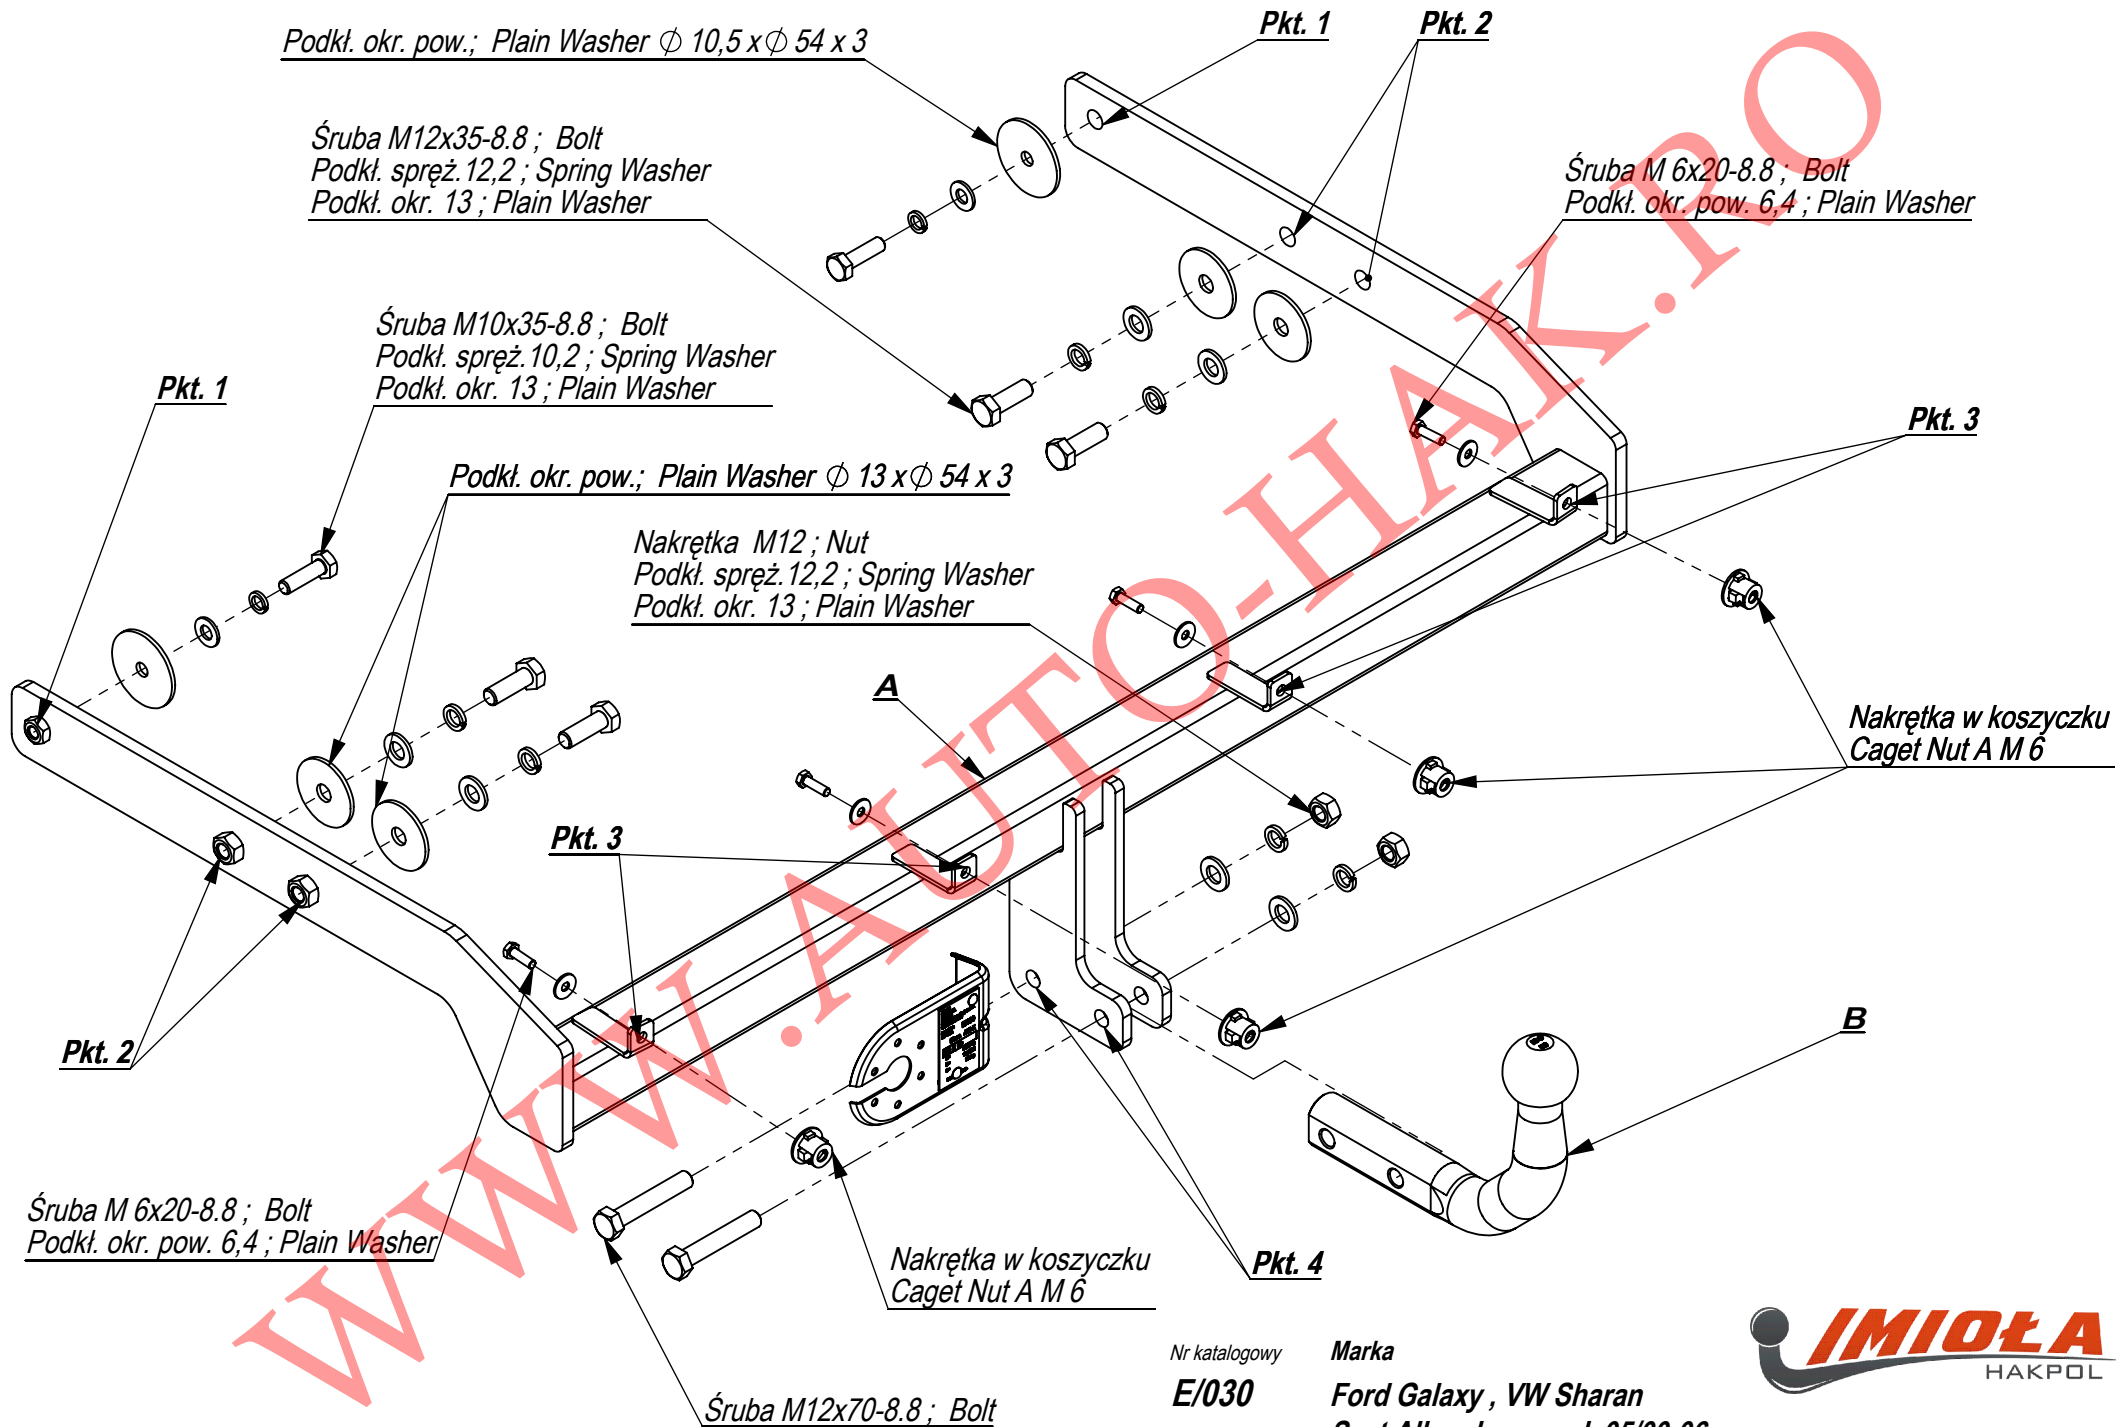 Podkł. okr. pow.; Plain Washer ∅ 10,5 x ∅ 54 x 3
Pkt. 1
Pkt. 2
Śruba M12x35-8.8 ; Bolt
Podkł. spręż.12,2 ; Spring Washer
Podkł. okr. 13 ; Plain Washer
Śruba M 6x20-8.8 ; Bolt
Podkł. okr. pow. 6,4 ; Plain Washer
Śruba M10x35-8.8 ; Bolt
Podkł. spręż.10,2 ; Spring Washer
Podkł. okr. 13 ; Plain Washer
Pkt. 1
Pkt. 3
Podkł. okr. pow.; Plain Washer ∅ 13 x ∅ 54 x 3
Nakrętka M12 ; Nut
Podkł. spręż.12,2 ; Spring Washer
Podkł. okr. 13 ; Plain Washer
A
Nakrętka w koszyczku
Caget Nut A M 6
Pkt. 3
Pkt. 2
B
Śruba M 6x20-8.8 ; Bolt
Podkł. okr. pow. 6,4 ; Plain Washer
Nakrętka w koszyczku
Caget Nut A M 6
Pkt. 4
Śruba M12x70-8.8 ; Bolt
Nr katalogowy
Marka
E/030
Ford Galaxy , VW Sharan
IMIOŁA
HAKPOL
WWW.AUTO-HAK.RO